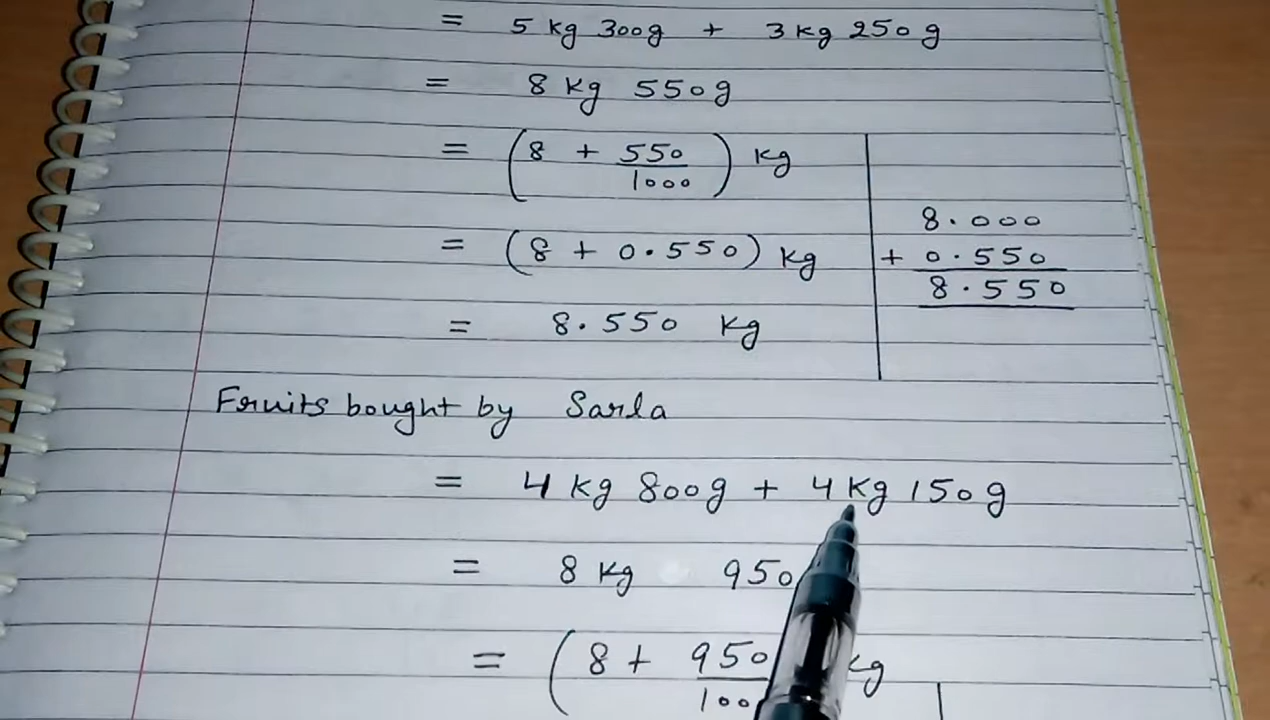 = 5 kg 300g + 3 kg 250 g
= 8 kg 550g
= (8 + 550/1000) kg
= (8 + 0.550) kg
= 8.550 kg
8.000
+ 0.550
8.550
Fruits bought by Sarla
= 4 kg 800g + 4 kg 150g
= 8 kg 950
= (8 + 950/100 kg